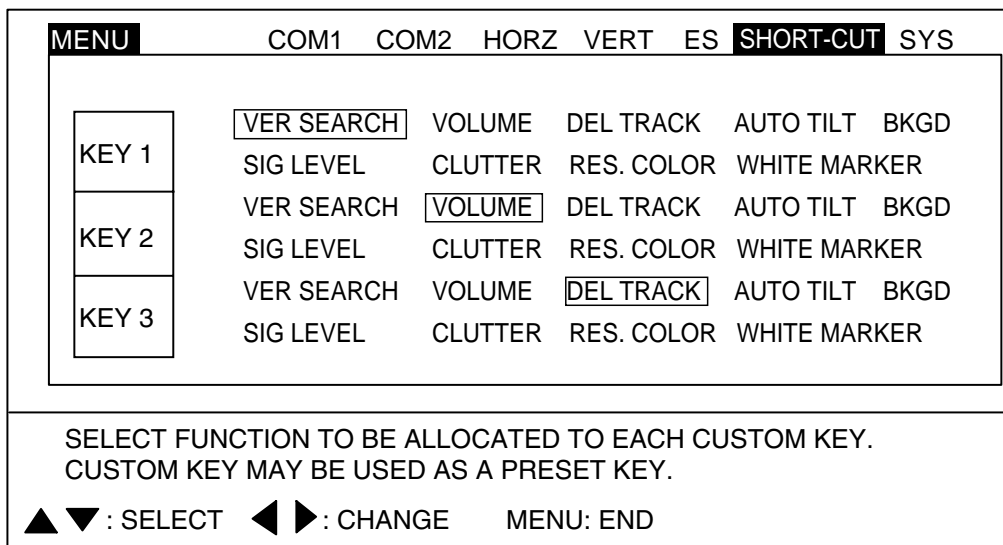 MENU COM1 COM2 HORZ VERT ES SHORT-CUT SYS
KEY 1 VER SEARCH VOLUME DEL TRACK AUTO TILT BKGD
SIG LEVEL CLUTTER RES. COLOR WHITE MARKER
KEY 2 VER SEARCH VOLUME DEL TRACK AUTO TILT BKGD
SIG LEVEL CLUTTER RES. COLOR WHITE MARKER
KEY 3 VER SEARCH VOLUME DEL TRACK AUTO TILT BKGD
SIG LEVEL CLUTTER RES. COLOR WHITE MARKER
SELECT FUNCTION TO BE ALLOCATED TO EACH CUSTOM KEY.
CUSTOM KEY MAY BE USED AS A PRESET KEY.
▲ ▼ : SELECT ◀ ▶ : CHANGE MENU: END